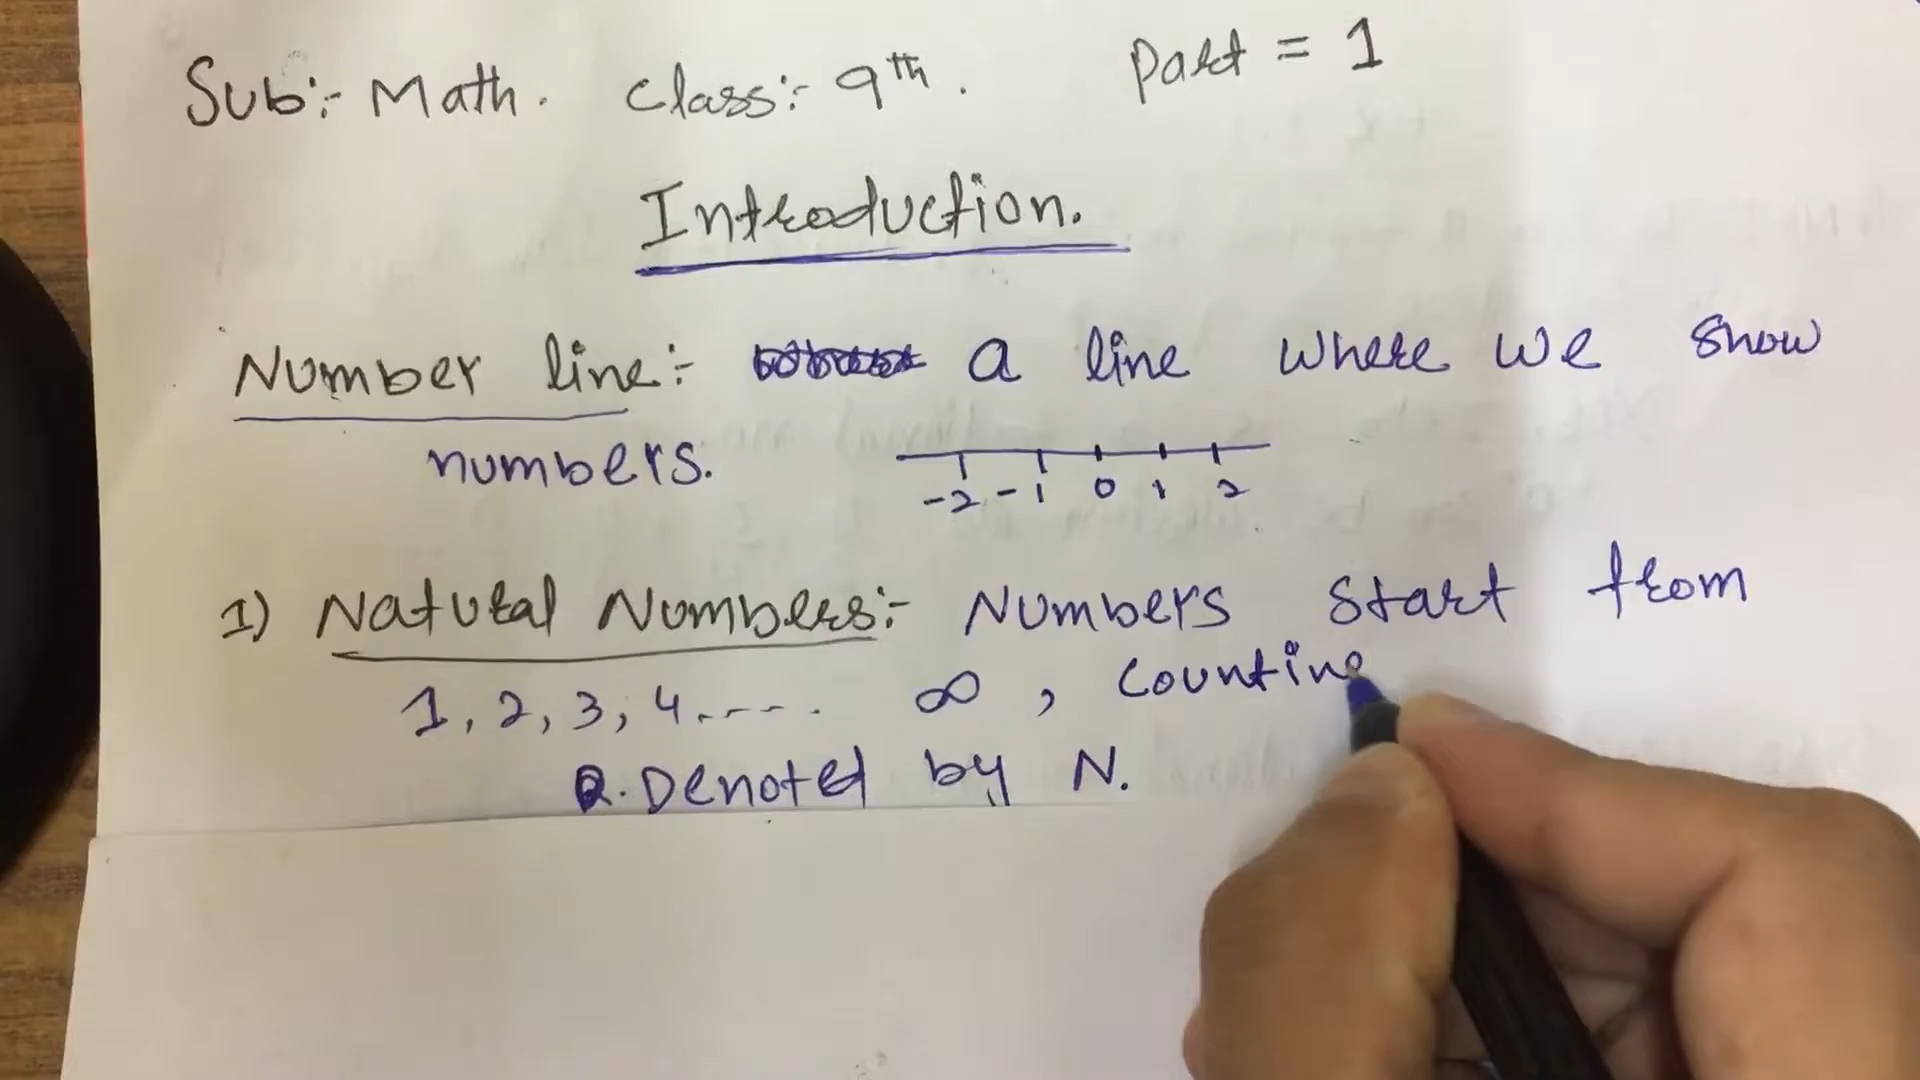 Sub:- Math. Class:- 9th. Part = 1
Introduction.
Number line:- a line where we show
numbers.
-2 -1 0 1 2
1) Natural Numbers:- Numbers start from
1, 2, 3, 4..... ∞ , countin
Denoted by N.